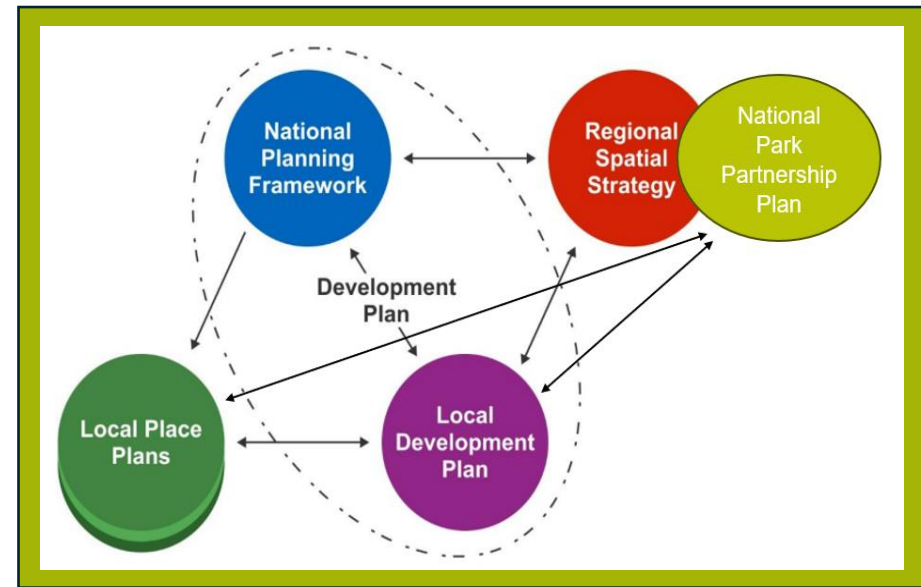 National
Planning
Framework
Regional
Spatial
Strategy
National
Park
Partnership
Plan
Development
Plan
Local Place
Plans
Local
Development
Plan